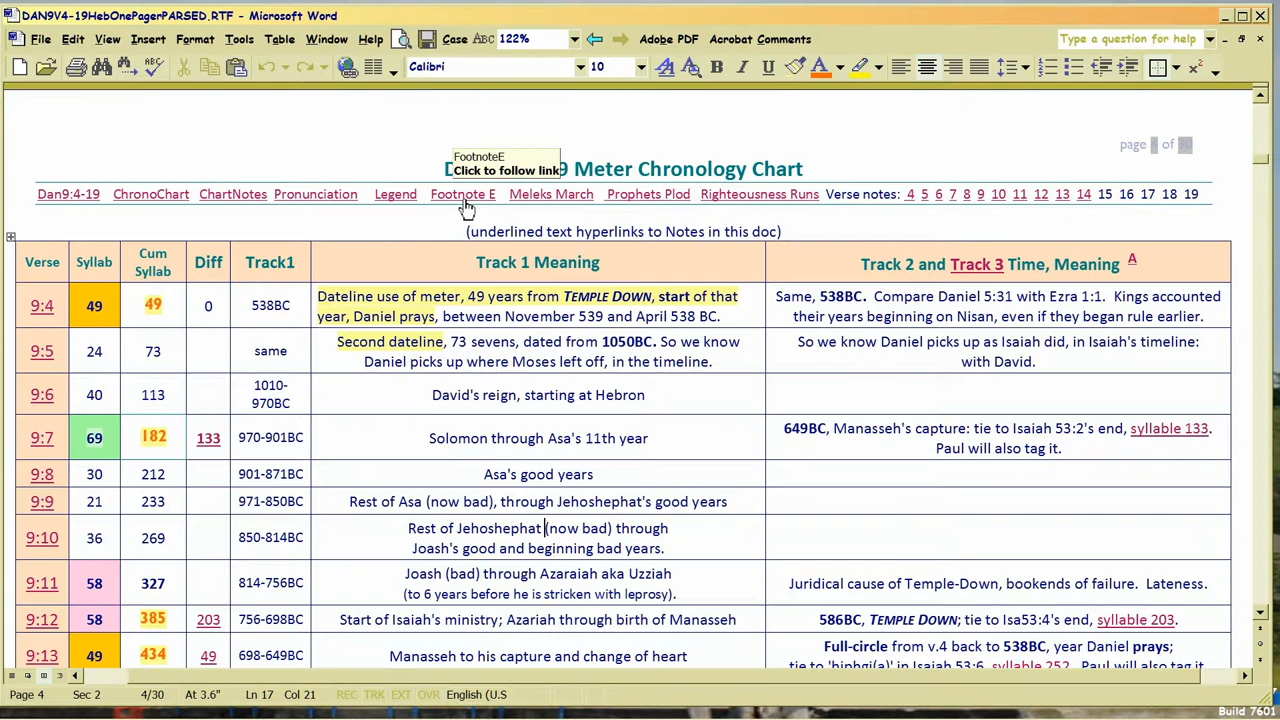 DAN9V4-19HebOnePagerPARSED.RTF - Microsoft Word
File Edit View Insert Format Tools Table Window Help Case ABC 122% Adobe PDF Acrobat Comments Type a question for help
Calibri 10
page 4 of 30
FootnoteE
Click to follow link
9 Meter Chronology Chart
Dan9:4-19 ChronoChart ChartNotes Pronunciation Legend Footnote E Meleks March Prophets Plod Righteousness Runs Verse notes: 4 5 6 7 8 9 10 11 12 13 14 15 16 17 18 19
(underlined text hyperlinks to Notes in this doc)
Verse Syllab Cum Syllab Diff Track1 Track 1 Meaning Track 2 and Track 3 Time, Meaning A
9:4 49 49 0 538BC Dateline use of meter, 49 years from TEMPLE DOWN, start of that year, Daniel prays, between November 539 and April 538 BC. Same, 538BC. Compare Daniel 5:31 with Ezra 1:1. Kings accounted their years beginning on Nisan, even if they began rule earlier.
9:5 24 73 same Second dateline, 73 sevens, dated from 1050BC. So we know Daniel picks up where Moses left off, in the timeline. So we know Daniel picks up as Isaiah did, in Isaiah's timeline: with David.
9:6 40 113 1010-970BC David's reign, starting at Hebron
9:7 69 182 133 970-901BC Solomon through Asa's 11th year 649BC, Manasseh's capture: tie to Isaiah 53:2's end, syllable 133. Paul will also tag it.
9:8 30 212 901-871BC Asa's good years
9:9 21 233 971-850BC Rest of Asa (now bad), through Jehoshephat's good years
9:10 36 269 850-814BC Rest of Jehoshephat (now bad) through Joash's good and beginning bad years.
9:11 58 327 814-756BC Joash (bad) through Azaraiah aka Uzziah (to 6 years before he is stricken with leprosy). Juridical cause of Temple-Down, bookends of failure. Lateness.
9:12 58 385 203 756-698BC Start of Isaiah's ministry; Azariah through birth of Manasseh 586BC, TEMPLE DOWN; tie to Isa53:4's end, syllable 203.
9:13 49 434 49 698-649BC Manasseh to his capture and change of heart Full-circle from v.4 back to 538BC, year Daniel prays; tie to 'hiphgi(a)' in Isaiah 53:6, syllable 252. Paul will also tag it.
Page 4 Sec 2 4/30 At 3.6" Ln 17 Col 21 REC TRK EXT OVR English (U.S
Build 7601